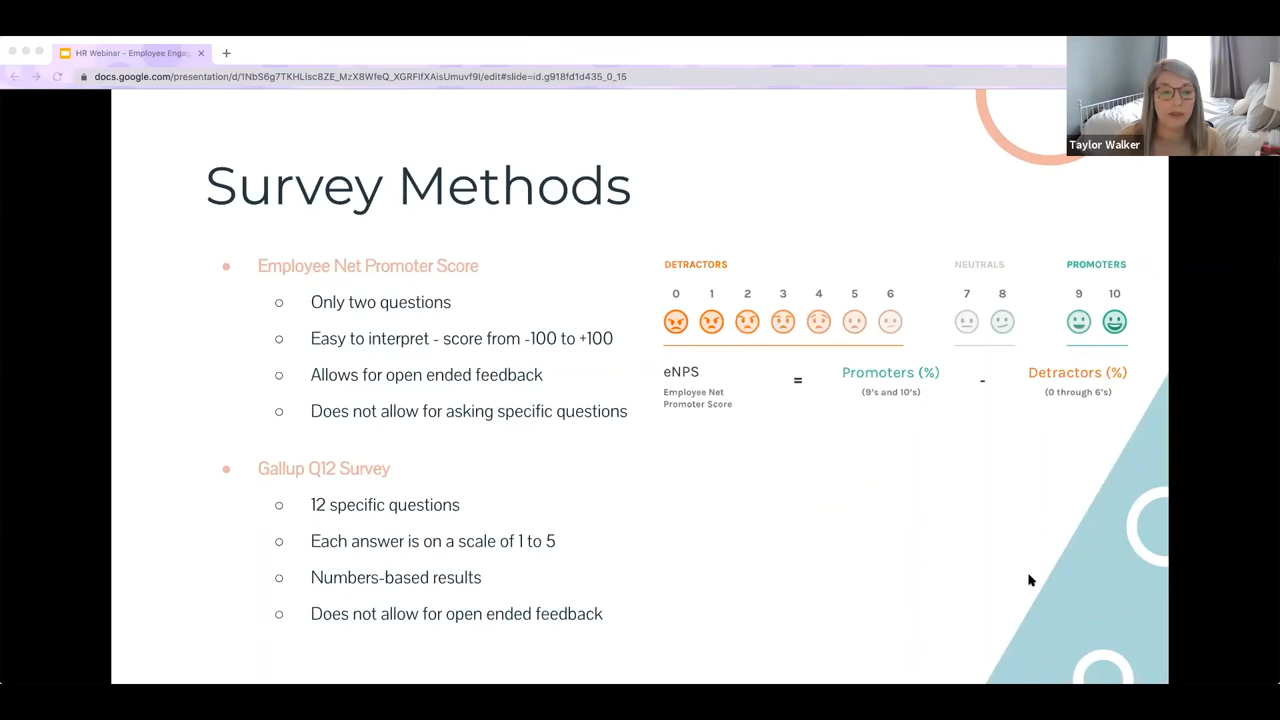 HR Webinar - Employee Engag
docs.google.com/presentation/d/1NbS6g7TKHLIsc8ZE_MzX8WfeQ_XGRFlfXAisUmuvf9I/edit#slide=id.g918fd1d435_0_15
Taylor Walker
Survey Methods
● Employee Net Promoter Score
○ Only two questions
○ Easy to interpret - score from -100 to +100
○ Allows for open ended feedback
○ Does not allow for asking specific questions
● Gallup Q12 Survey
○ 12 specific questions
○ Each answer is on a scale of 1 to 5
○ Numbers-based results
○ Does not allow for open ended feedback
DETRACTORS NEUTRALS PROMOTERS
0 1 2 3 4 5 6 7 8 9 10
eNPS = Promoters (%) - Detractors (%)
Employee Net (9's and 10's) (0 through 6's)
Promoter Score